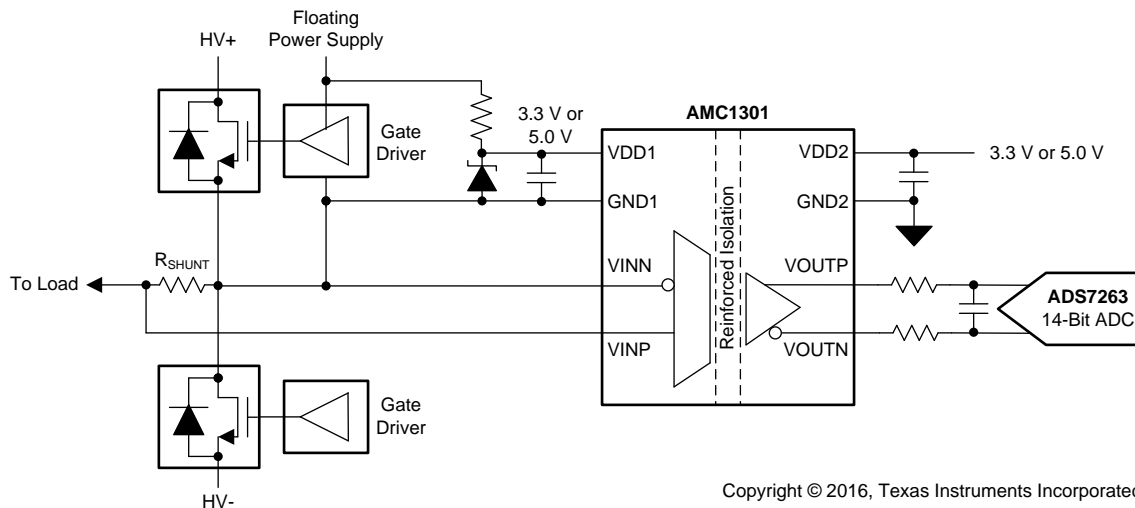 Floating
Power Supply
HV+
Gate
Driver
3.3 V or
5.0 V
AMC1301
VDD1
VDD2
3.3 V or 5.0 V
GND1
GND2
Reinforced Isolation
RSHUNT
To Load
VINN
VOUTP
ADS7263
14-Bit ADC
VINP
VOUTN
Gate
Driver
HV-
Copyright © 2016, Texas Instruments Incorporated